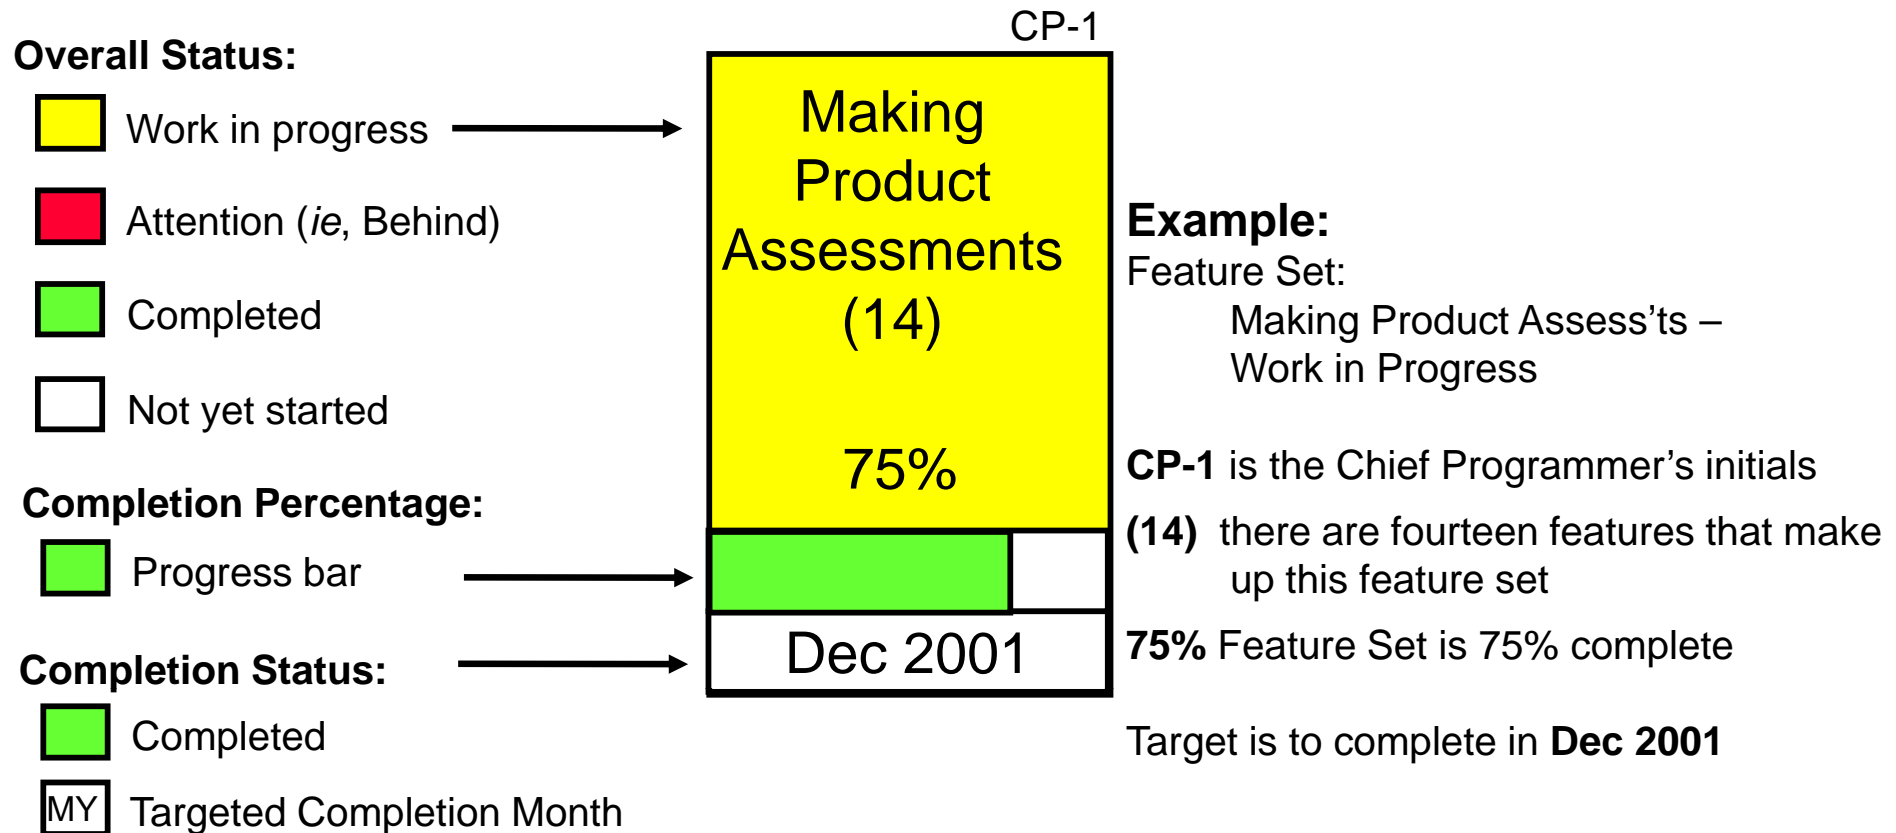 Overall Status:
Work in progress
Attention (ie, Behind)
Completed
Not yet started
Completion Percentage:
Progress bar
Completion Status:
Completed
MY Targeted Completion Month
CP-1
Making
Product
Assessments
(14)
75%
Dec 2001
Example:
Feature Set:
Making Product Assess’ts –
Work in Progress
CP-1 is the Chief Programmer’s initials
(14) there are fourteen features that make
up this feature set
75% Feature Set is 75% complete
Target is to complete in Dec 2001